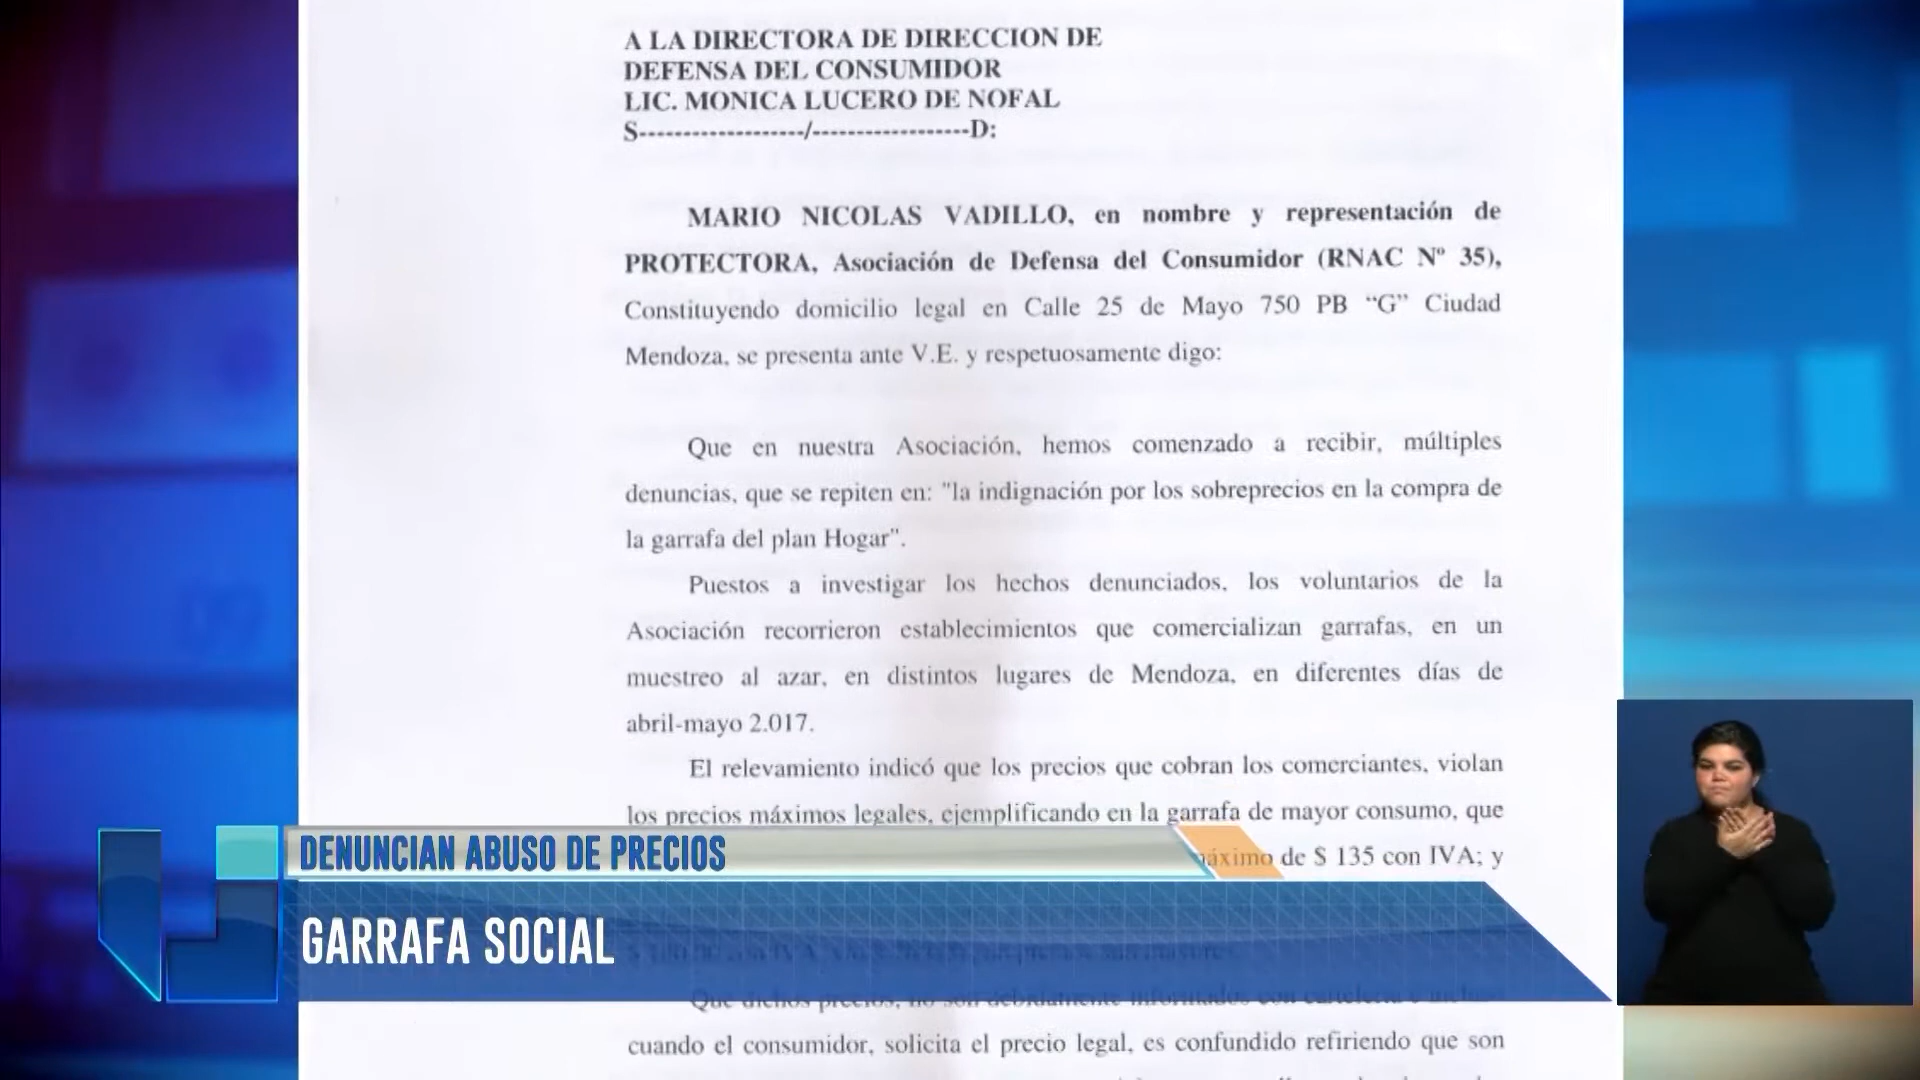 A LA DIRECTORA DE DIRECCION DE
DEFENSA DEL CONSUMIDOR
LIC. MONICA LUCERO DE NOFAL
S-------------------/------------------D:
MARIO NICOLAS VADILLO, en nombre y representación de
PROTECTORA, Asociación de Defensa del Consumidor (RNAC Nº 35),
Constituyendo domicilio legal en Calle 25 de Mayo 750 PB “G” Ciudad
Mendoza, se presenta ante V.E. y respetuosamente digo:
Que en nuestra Asociación, hemos comenzado a recibir, múltiples
denuncias, que se repiten en: "la indignación por los sobreprecios en la compra de
la garrafa del plan Hogar".
Puestos a investigar los hechos denunciados, los voluntarios de la
Asociación recorrieron establecimientos que comercializan garrafas, en un
muestreo al azar, en distintos lugares de Mendoza, en diferentes días de
abril-mayo 2.017.
El relevamiento indicó que los precios que cobran los comerciantes, violan
los precios máximos legales, ejemplificando en la garrafa de mayor consumo, que
máximo de $ 135 con IVA; y
DENUNCIAN ABUSO DE PRECIOS
GARRAFA SOCIAL
Que dichos precios, no son debidamente informados con
cuando el consumidor, solicita el precio legal, es confundido refiriendo que son